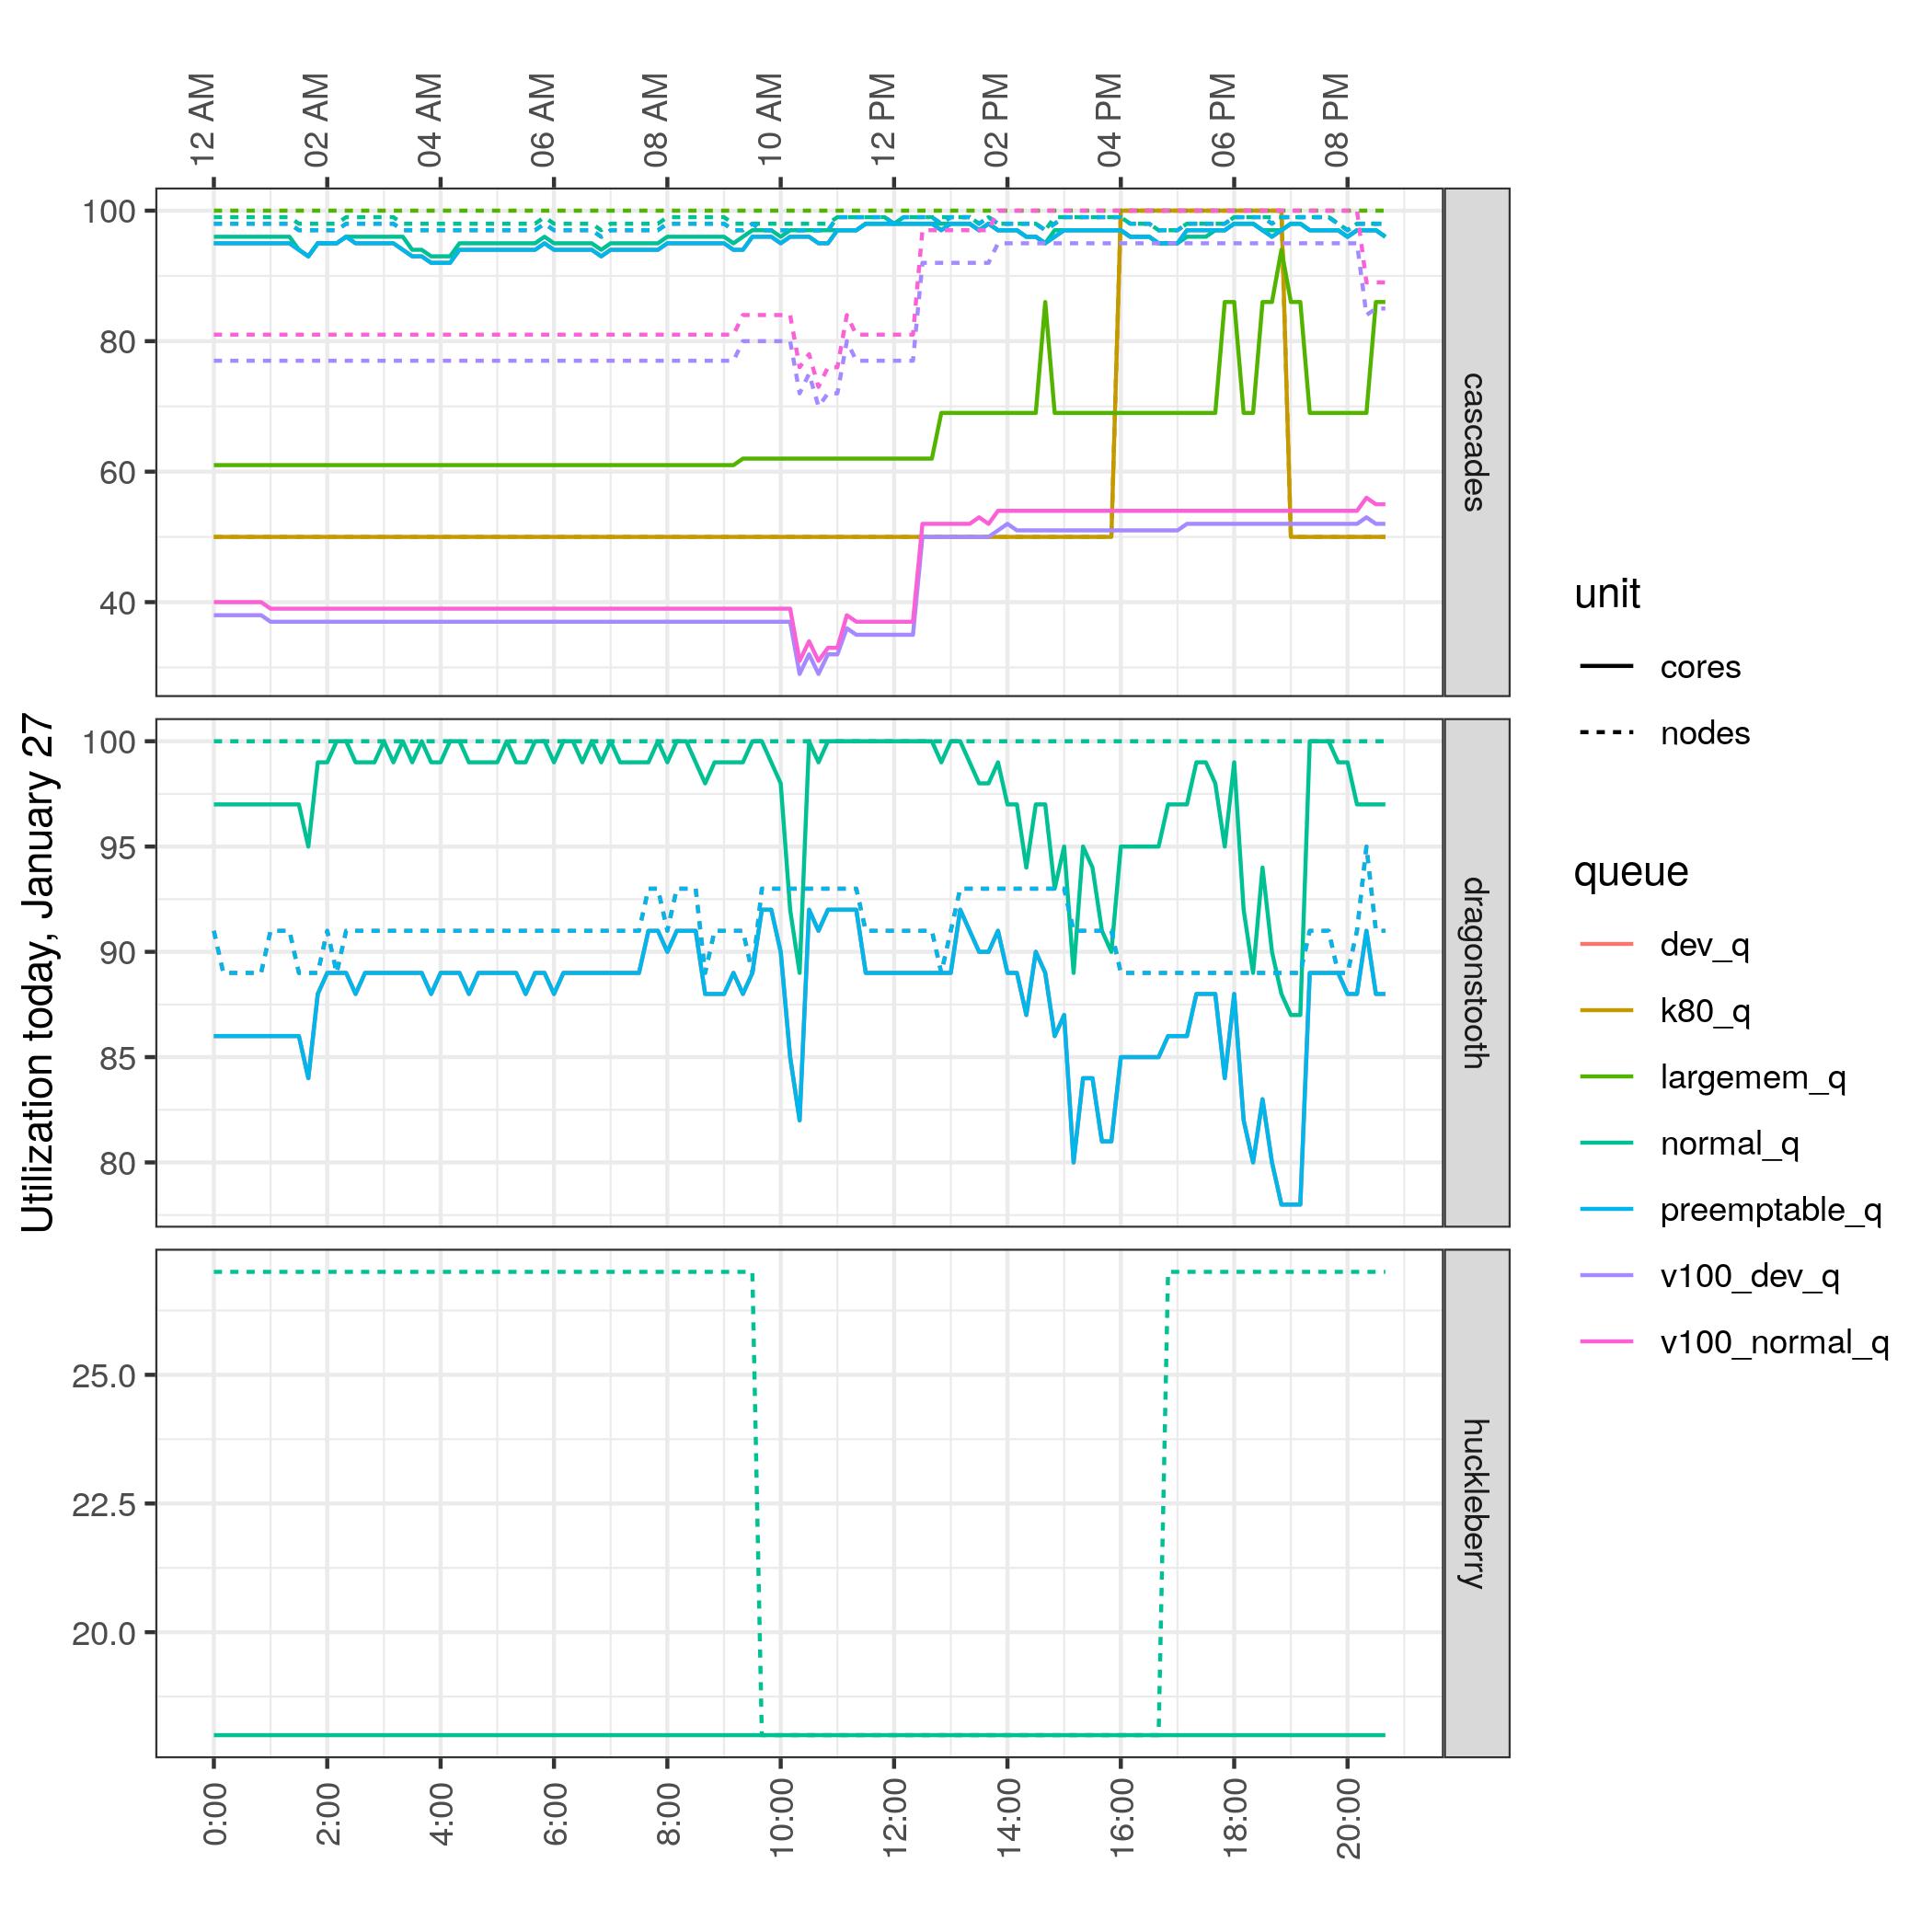 12 AM
02 AM
04 AM
06 AM
08 AM
10 AM
12 PM
02 PM
04 PM
06 PM
08 PM
Utilization today, January 27
100
80
60
40
cascades
100
95
90
85
80
dragonstooth
25.0
22.5
20.0
huckleberry
0:00
2:00
4:00
6:00
8:00
10:00
12:00
14:00
16:00
18:00
20:00
unit
cores
nodes
queue
dev_q
k80_q
largemem_q
normal_q
preemptable_q
v100_dev_q
v100_normal_q